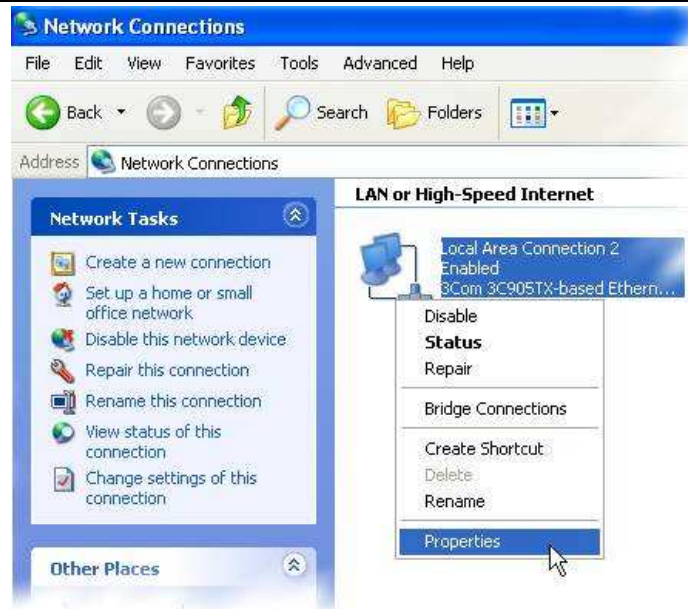 Network Connections
File Edit View Favorites Tools Advanced Help
Back Search Folders
Address Network Connections
Network Tasks
Create a new connection
Set up a home or small
office network
Disable this network device
Repair this connection
Rename this connection
View status of this
connection
Change settings of this
connection
Other Places
LAN or High-Speed Internet
Local Area Connection 2
Enabled
3Com 3C905TX-based Ethern...
Disable
Status
Repair
Bridge Connections
Create Shortcut
Delete
Rename
Properties